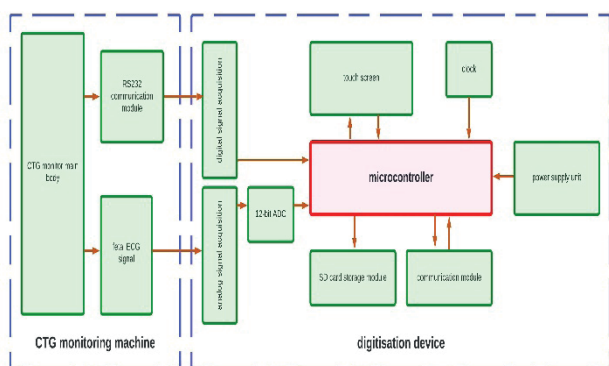 RS232
communication
module
digital signal acquisition
touch screen
clock
CTG monitor main
body
microcontroller
power supply unit
fetal ECG
signal
analog signal acquisition
12-bit ADC
SD card storage module
communication module
CTG monitoring machine
digitisation device